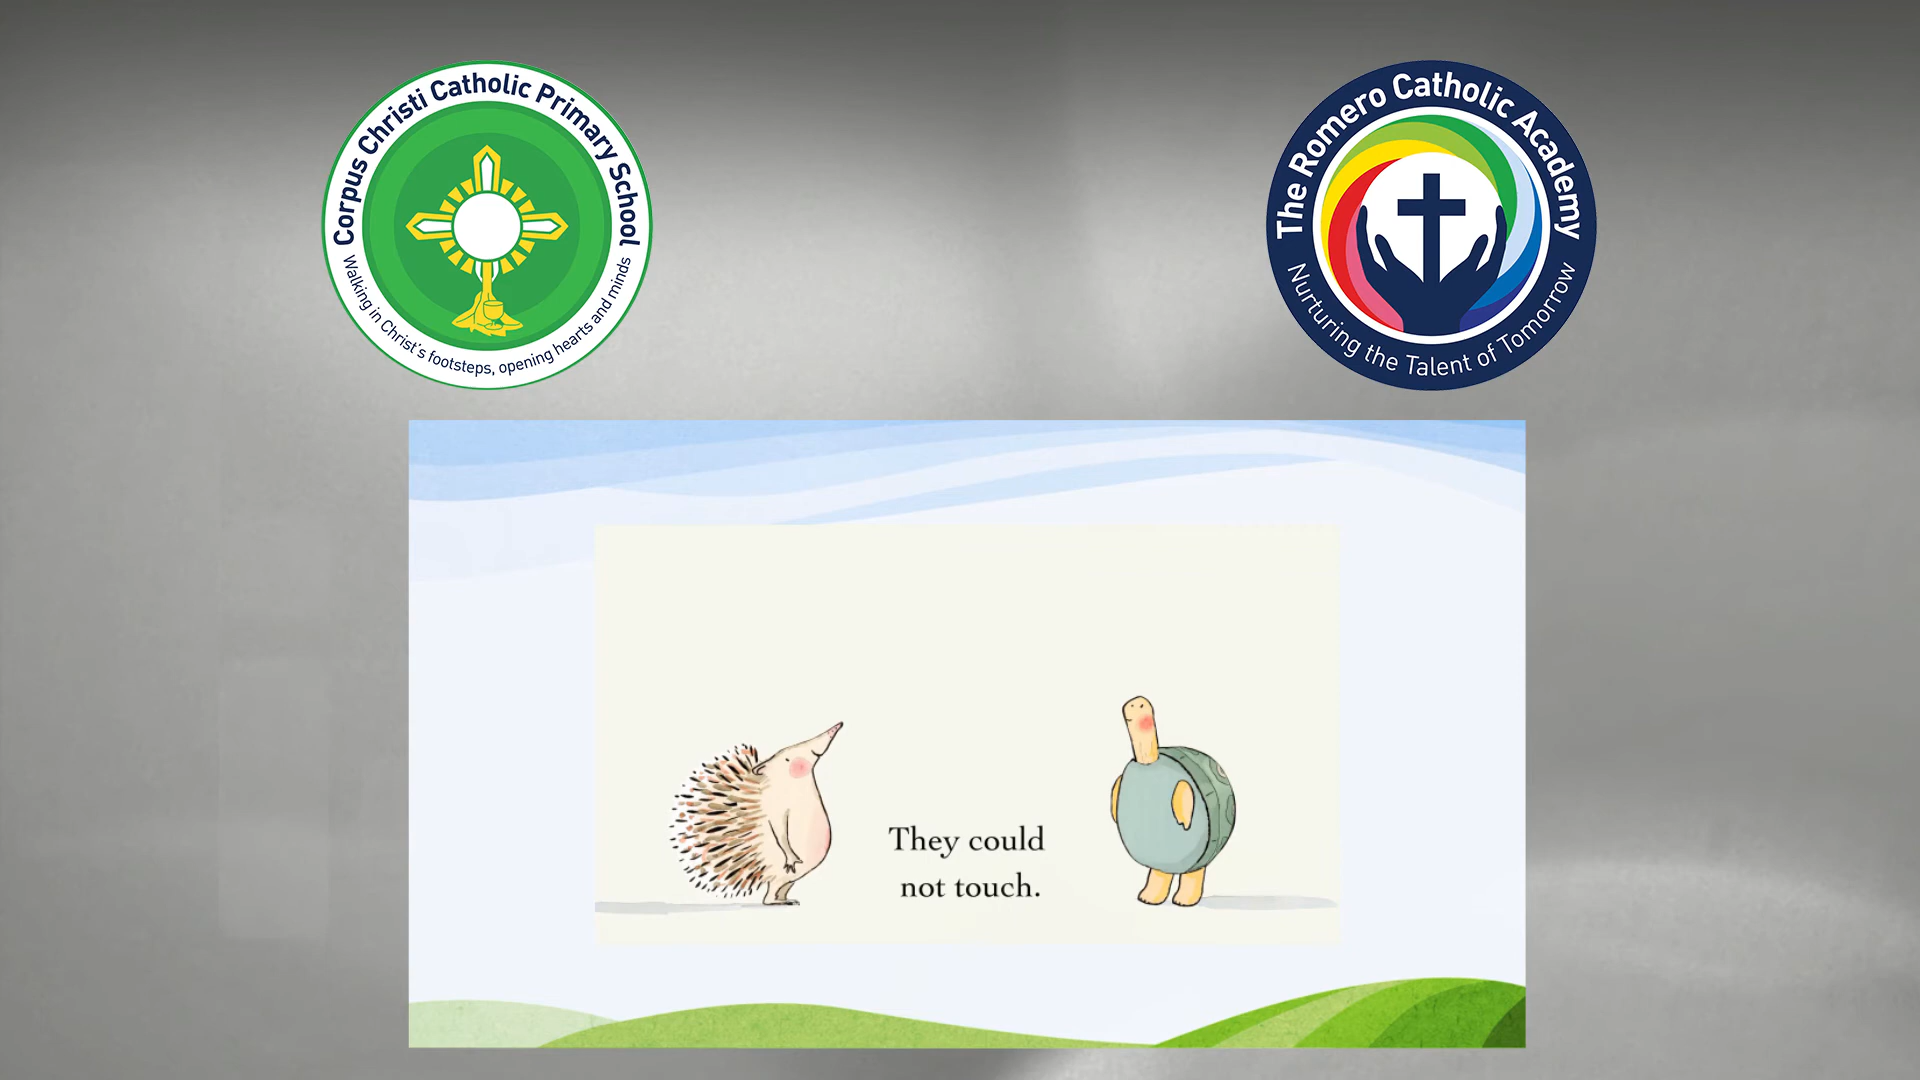 Corpus Christi Catholic Primary School
Walking in Christ's footsteps, opening hearts and minds
The Romero Catholic Academy
Nurturing the Talent of Tomorrow
They could
not touch.